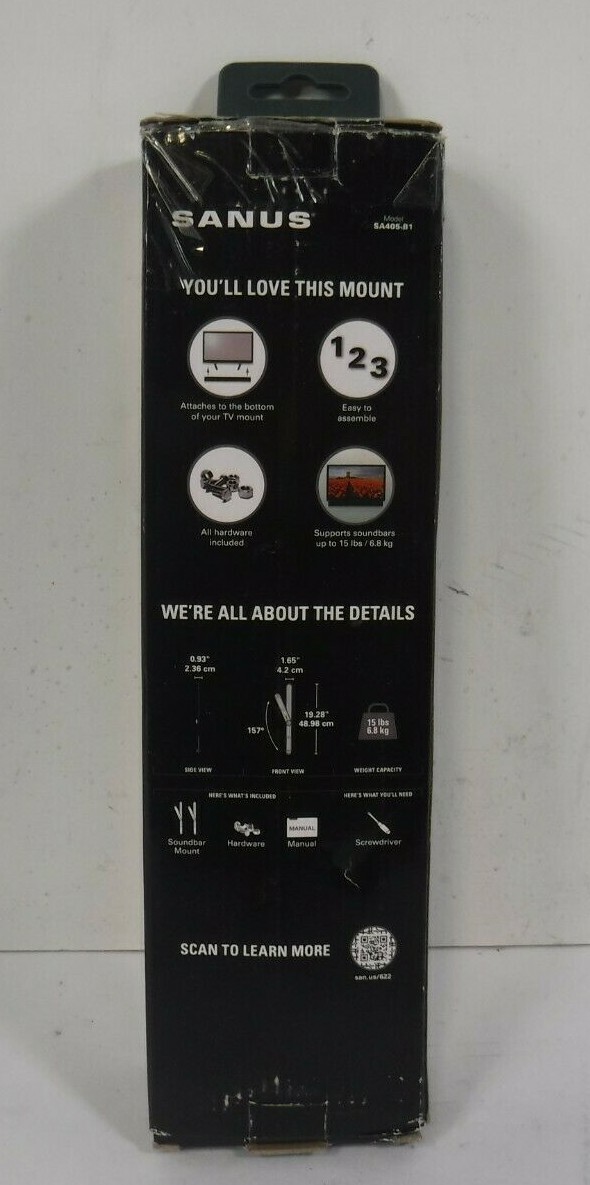 SANUS
Model
SA405-B1
YOU'LL LOVE THIS MOUNT
Attaches to the bottom
of your TV mount
1 2 3
Easy to
assemble
All hardware
included
Supports soundbars
up to 15 lbs / 6.8 kg
WE'RE ALL ABOUT THE DETAILS
0.93"
2.36 cm
SIDE VIEW
1.65"
4.2 cm
157°
19.28"
48.98 cm
FRONT VIEW
15 lbs
6.8 kg
WEIGHT CAPACITY
HERE'S WHAT'S INCLUDED
Soundbar
Mount
Hardware
MANUAL
Manual
HERE'S WHAT YOU'LL NEED
Screwdriver
SCAN TO LEARN MORE
san.us/622